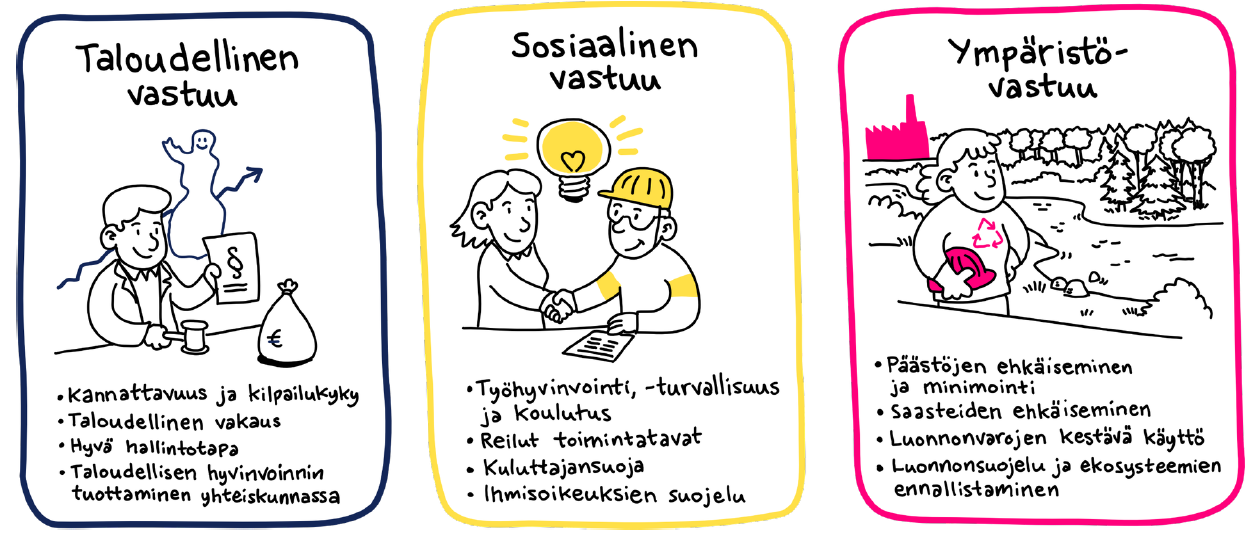 Taloudellinen
vastuu
§
€
• Kannattavuus ja kilpailukyky
• Taloudellinen vakaus
• Hyvä hallintotapa
• Taloudellisen hyvinvoinnin
tuottaminen yhteiskunnassa
Sosiaalinen
vastuu
• Työhyvinvointi, -turvallisuus
ja koulutus
• Reilut toimintatavat
• Kuluttajansuoja
• Ihmisoikeuksien suojelu
Ympäristö-
vastuu
• Päästöjen ehkäiseminen
ja minimointi
• Saasteiden ehkäiseminen
• Luonnonvarojen kestävä käyttö
• Luonnonsuojelu ja ekosysteemien
ennallistaminen